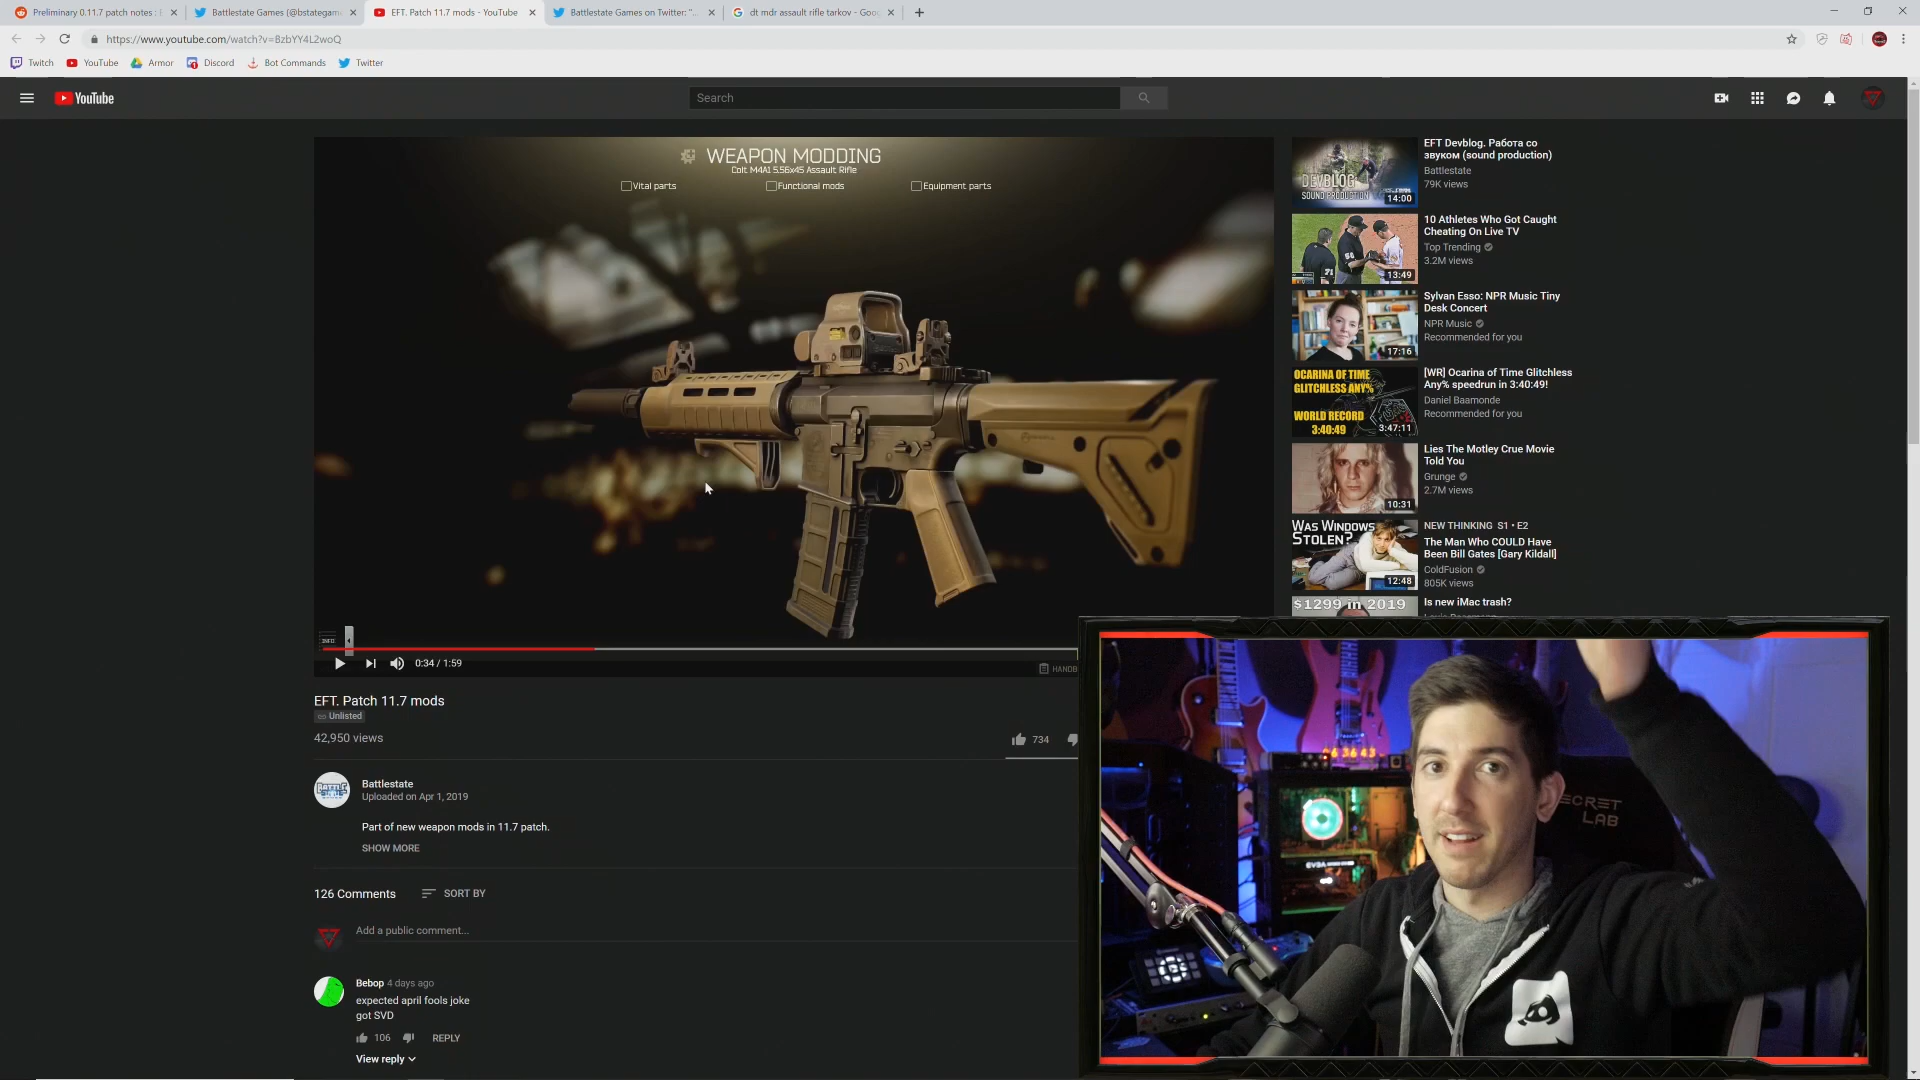 Preliminary 0.11.7 patch notes : E
Battlestate Games (@bstategam
EFT. Patch 11.7 mods - YouTube
Battlestate Games on Twitter: "
dt mdr assault rifle tarkov - Goo
https://www.youtube.com/watch?v=8zbYY4L2woQ
Twitch
YouTube
Armor
Discord
Bot Commands
Twitter
YouTube
Search
WEAPON MODDING
Colt M4A1 5.56x45 Assault Rifle
Vital parts
Functional mods
Equipment parts
INFO
0:34 / 1:59
HANDB
EFT Devblog. Работа со
звуком (sound production)
Battlestate
79K views
DEVBLOG
SOUND PRODUCTION
14:00
10 Athletes Who Got Caught
Cheating On Live TV
Top Trending
3.2M views
13:49
Sylvan Esso: NPR Music Tiny
Desk Concert
NPR Music
Recommended for you
17:16
[WR] Ocarina of Time Glitchless
Any% speedrun in 3:40:49!
Daniel Baamonde
Recommended for you
OCARINA OF TIME
GLITCHLESS ANY%
WORLD RECORD
3:40:49
3:47:11
Lies The Motley Crue Movie
Told You
Grunge
2.7M views
10:31
NEW THINKING S1 • E2
The Man Who COULD Have
Been Bill Gates [Gary Kildall]
ColdFusion
805K views
WAS WINDOWS
STOLEN?
12:48
Is new iMac trash?
$1299 in 2019
EFT. Patch 11.7 mods
Unlisted
42,950 views
734
Battlestate
Uploaded on Apr 1, 2019
Part of new weapon mods in 11.7 patch.
SHOW MORE
126 Comments
SORT BY
Add a public comment...
Bebop 4 days ago
expected april fools joke
got SVD
106
REPLY
View reply
SECRET
LAB
EVGA